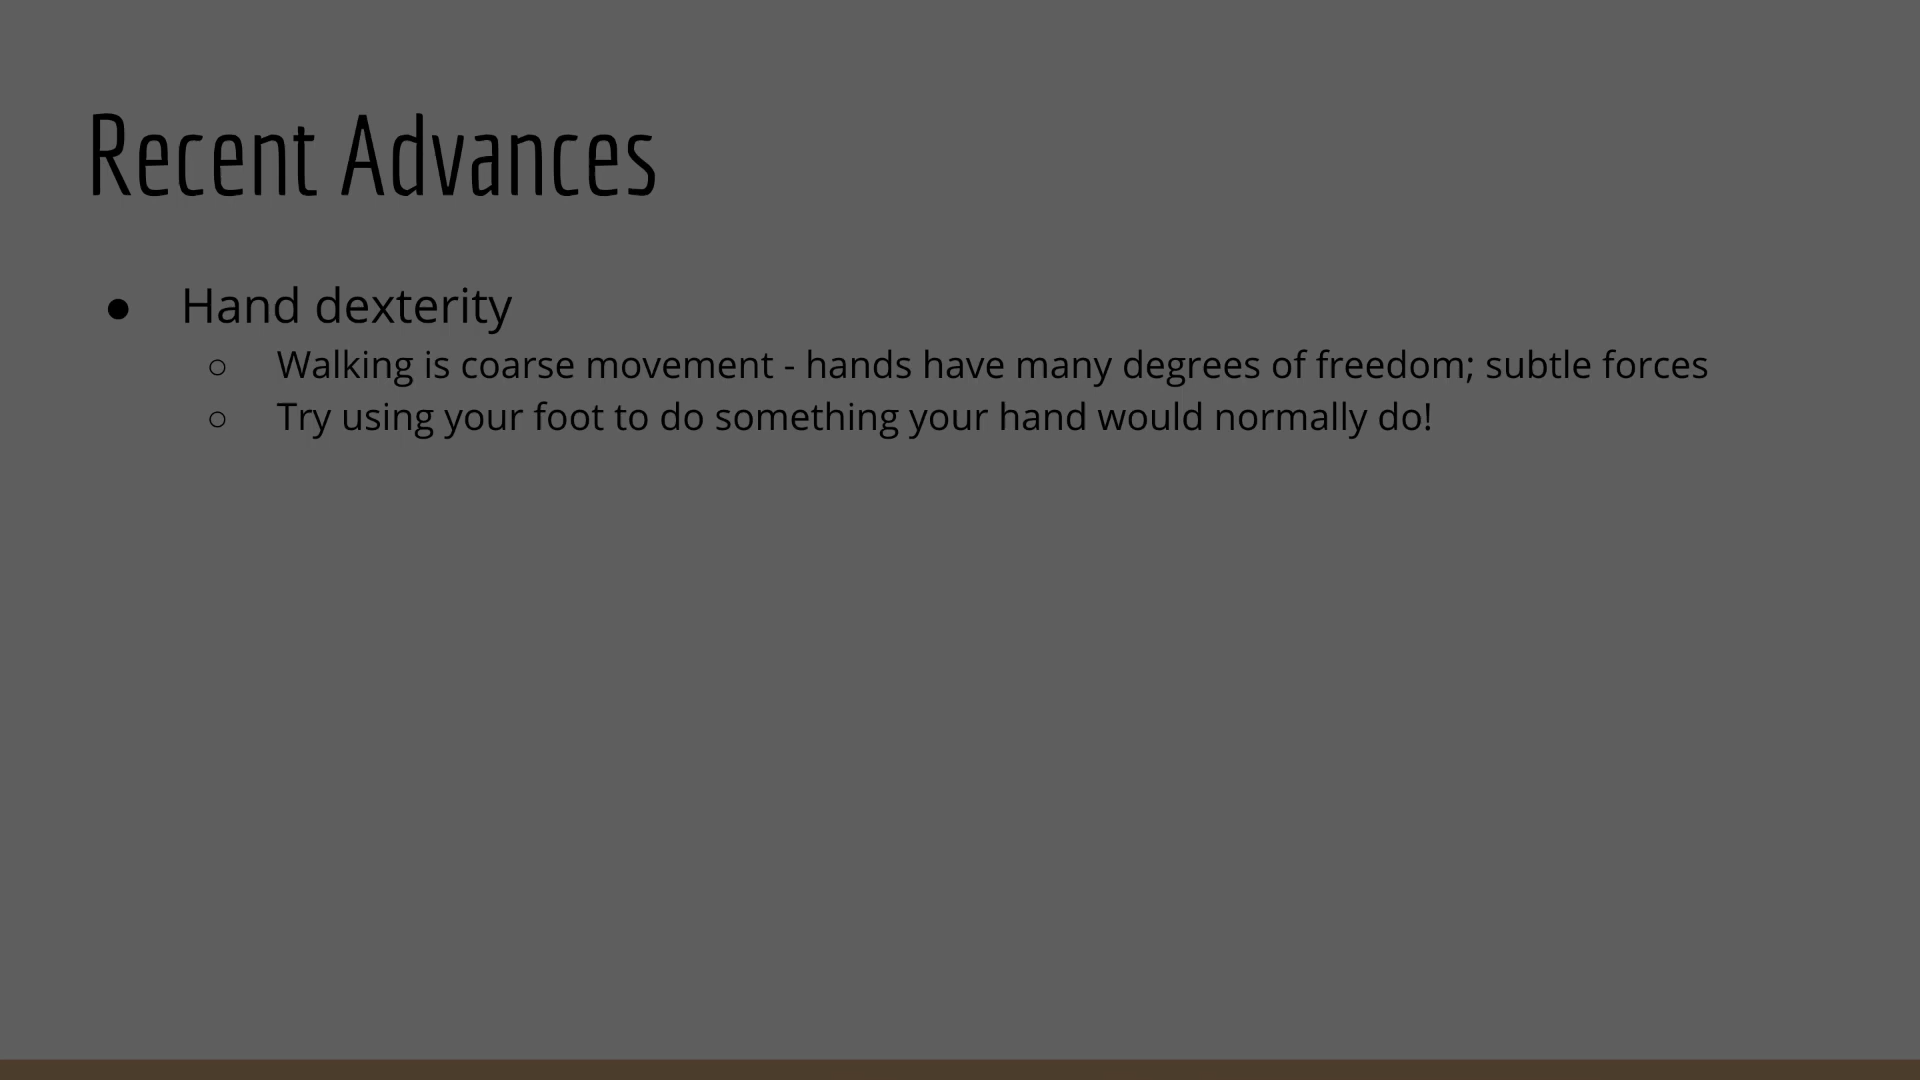 Recent Advances
● Hand dexterity
○ Walking is coarse movement - hands have many degrees of freedom; subtle forces
○ Try using your foot to do something your hand would normally do!